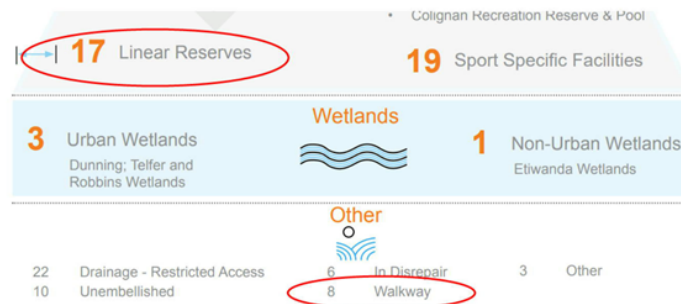 • Colignan Recreation Reserve & Pool
17 Linear Reserves
19 Sport Specific Facilities
Wetlands
3 Urban Wetlands
Dunning; Telfer and
Robbins Wetlands
1 Non-Urban Wetlands
Etiwanda Wetlands
Other
22 Drainage - Restricted Access
6 In Disrepair
3 Other
10 Unembellished
8 Walkway